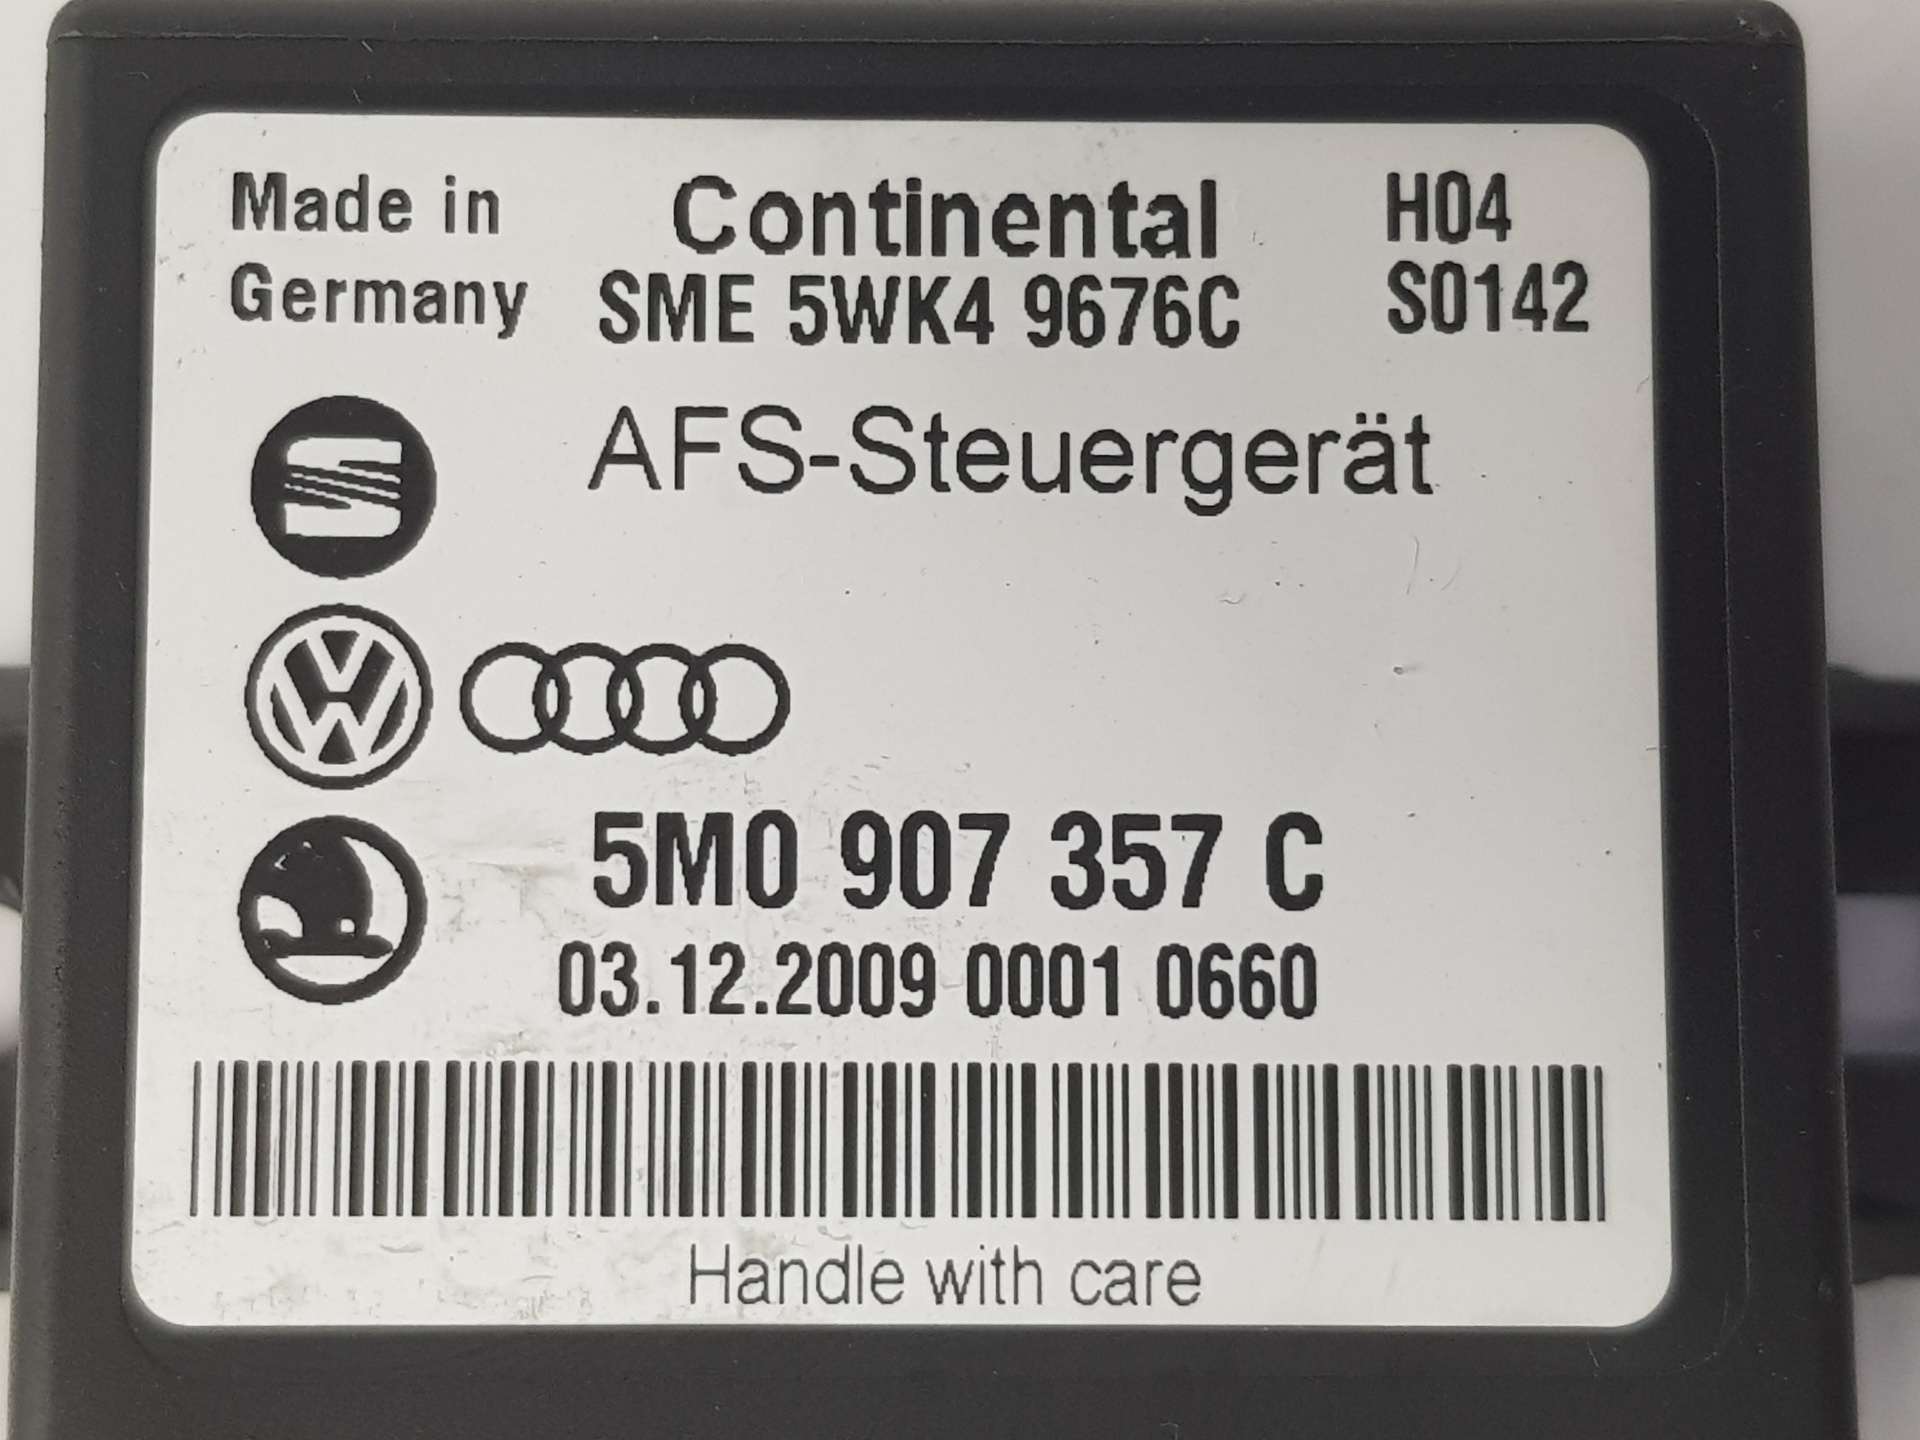 Made in
Germany
Continental
SME 5WK4 9676C
H04
S0142
AFS-Steuergerät
5M0 907 357 C
03.12.2009 0001 0660
Handle with care